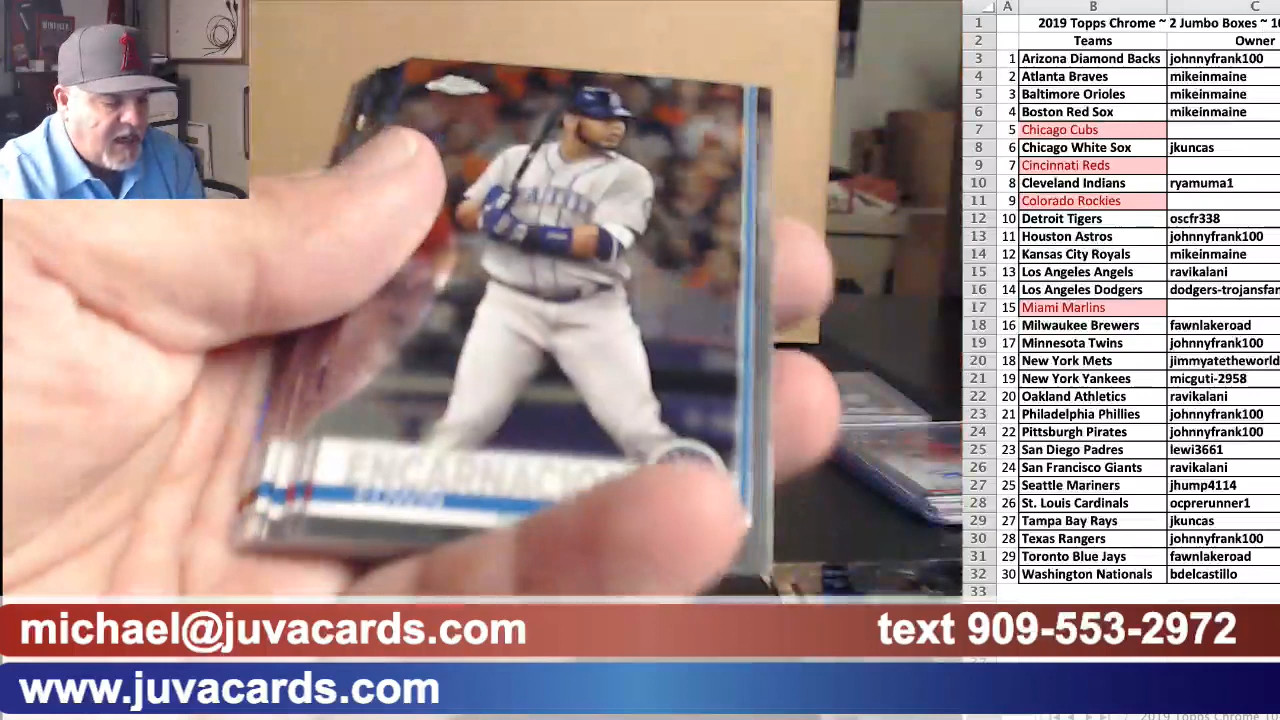 A B C
1 2019 Topps Chrome ~ 2 Jumbo Boxes ~ 1
2 Teams Owner
3 1 Arizona Diamond Backs johnnyfrank100
4 2 Atlanta Braves mikeinmaine
5 3 Baltimore Orioles mikeinmaine
6 4 Boston Red Sox mikeinmaine
7 5 Chicago Cubs
8 6 Chicago White Sox jkuncas
9 7 Cincinnati Reds
10 8 Cleveland Indians ryamuma1
11 9 Colorado Rockies
12 10 Detroit Tigers oscfr338
13 11 Houston Astros johnnyfrank100
14 12 Kansas City Royals mikeinmaine
15 13 Los Angeles Angels ravikalani
16 14 Los Angeles Dodgers dodgers-trojansfan
17 15 Miami Marlins
18 16 Milwaukee Brewers fawnlakeroad
19 17 Minnesota Twins johnnyfrank100
20 18 New York Mets jimmyatetheworld
21 19 New York Yankees micguti-2958
22 20 Oakland Athletics ravikalani
23 21 Philadelphia Phillies johnnyfrank100
24 22 Pittsburgh Pirates johnnyfrank100
25 23 San Diego Padres lewi3661
26 24 San Francisco Giants ravikalani
27 25 Seattle Mariners jhump4114
28 26 St. Louis Cardinals ocprerunner1
29 27 Tampa Bay Rays jkuncas
30 28 Texas Rangers johnnyfrank100
31 29 Toronto Blue Jays fawnlakeroad
32 30 Washington Nationals bdelcastillo
33
michael@juvacards.com text 909-553-2972
www.juvacards.com